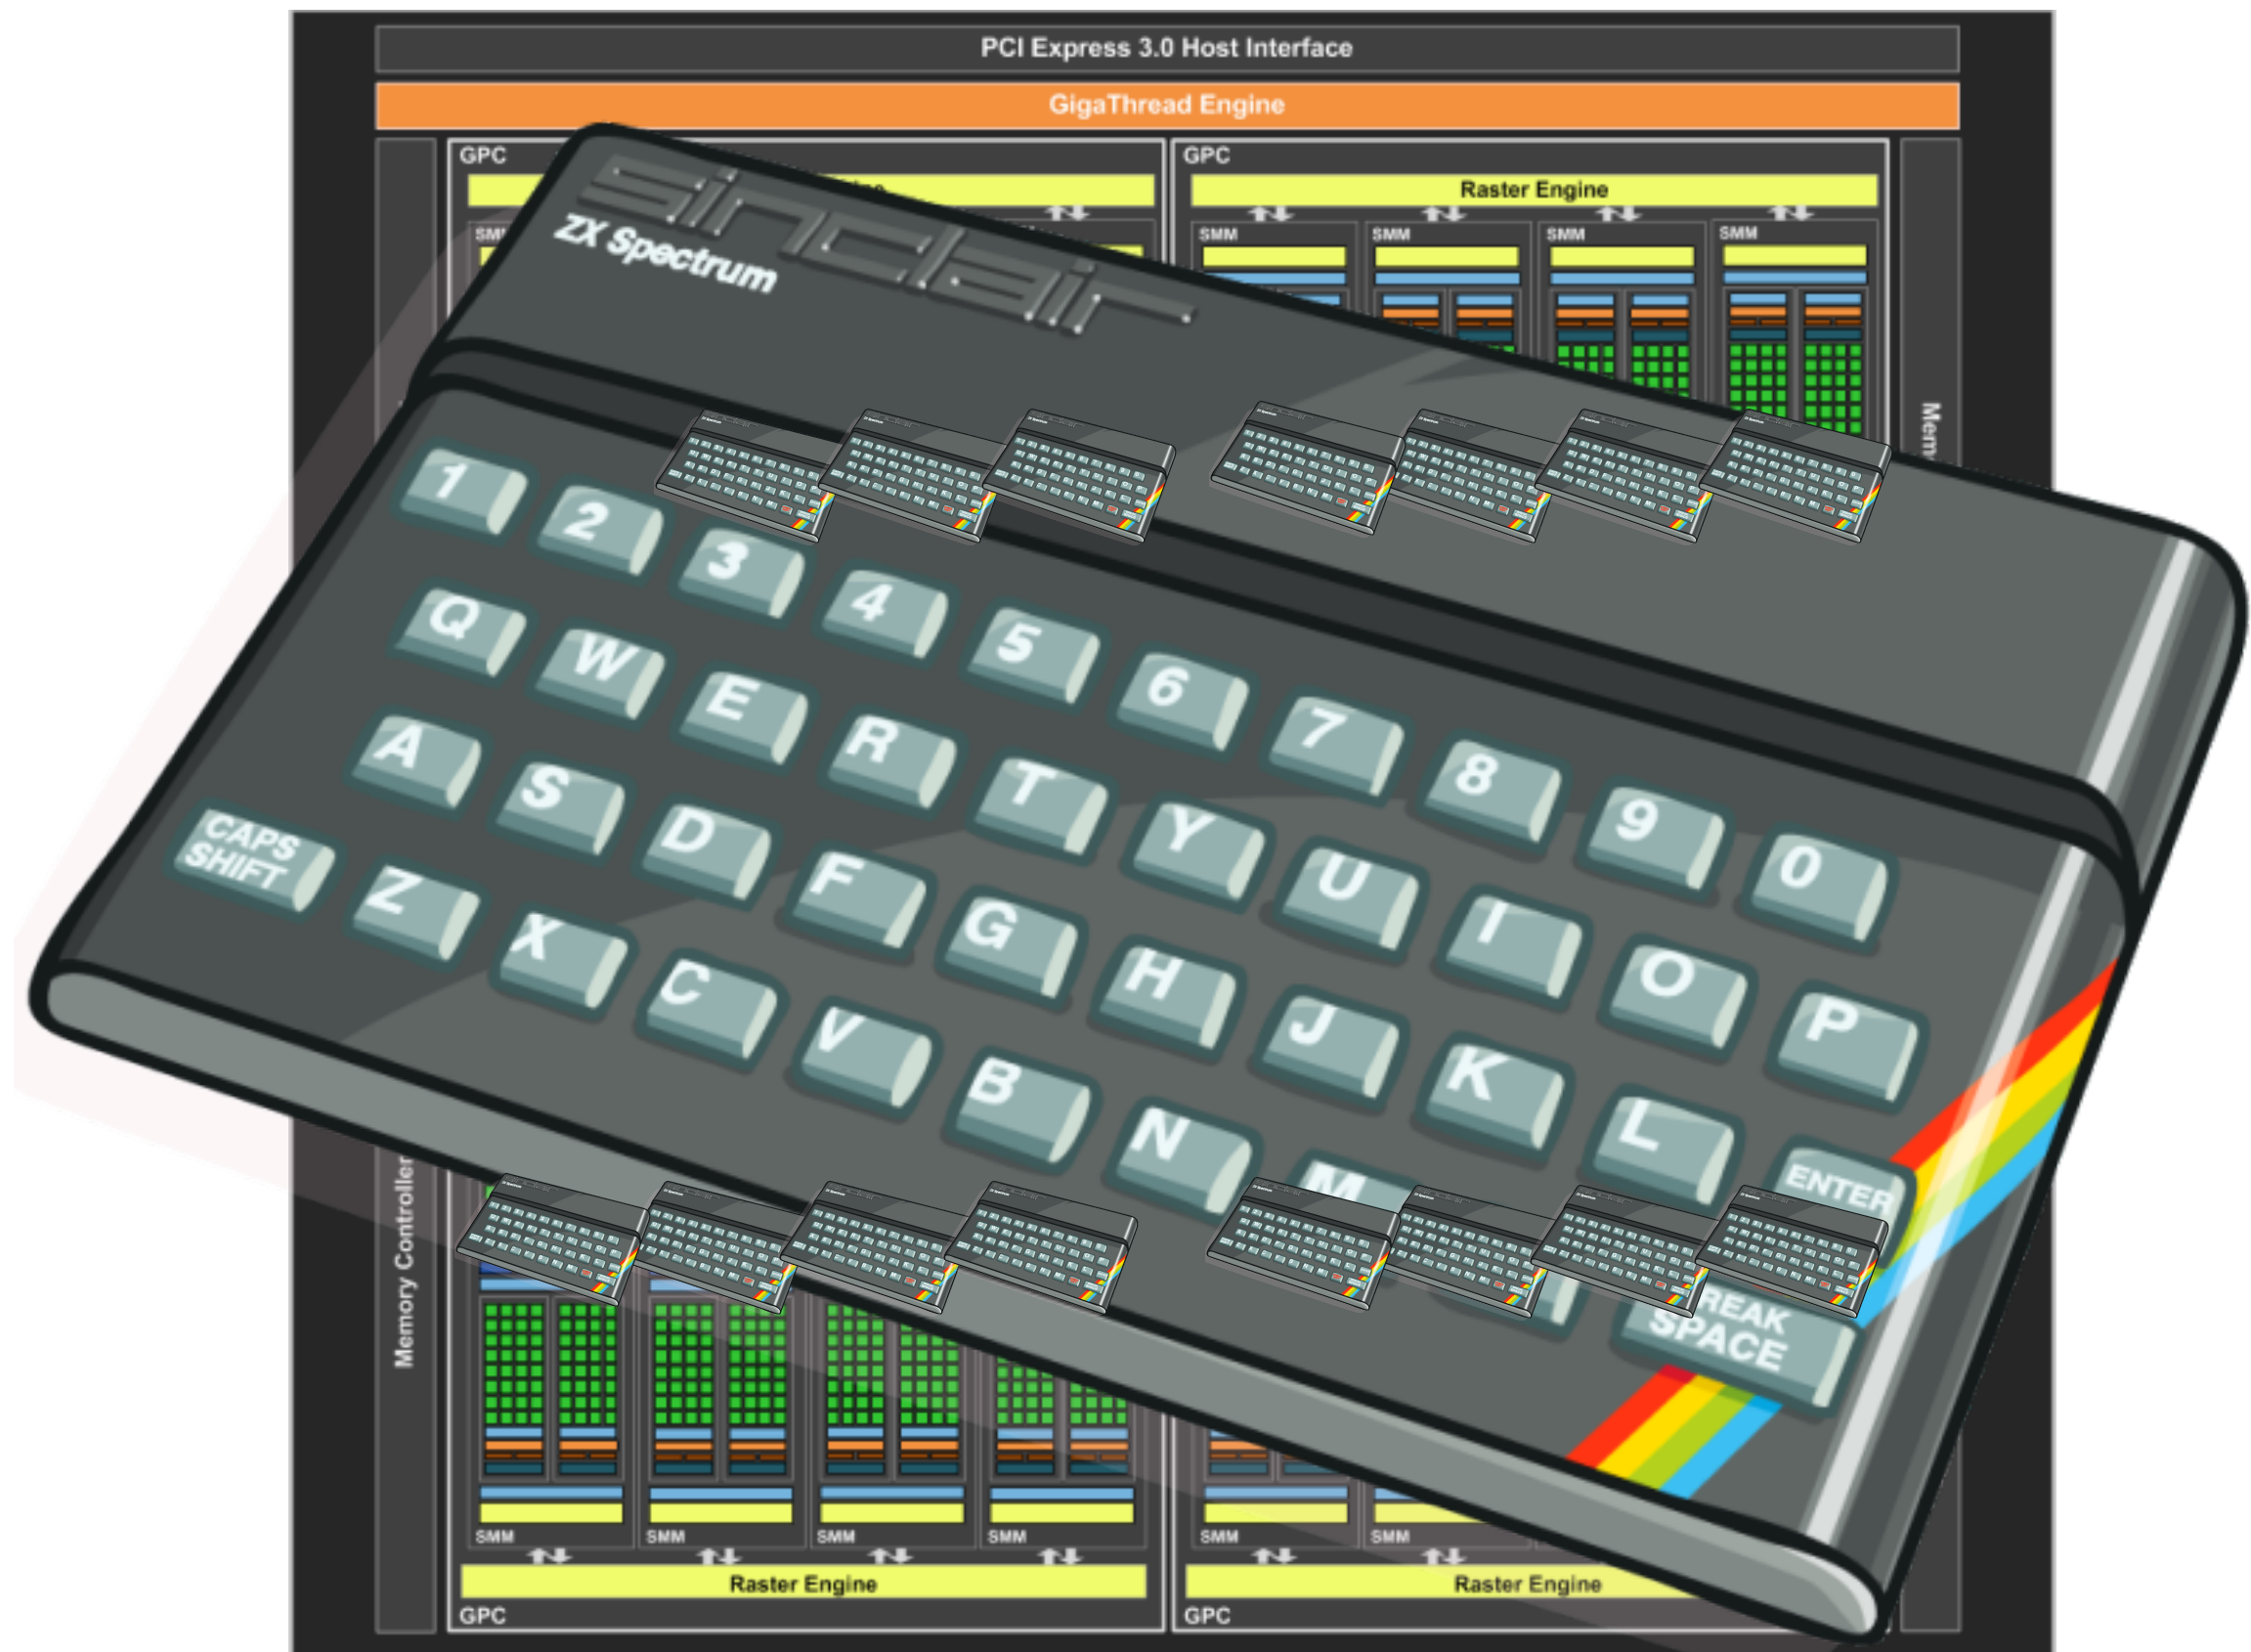 PCI Express 3.0 Host Interface
GigaThread Engine
GPC
GPC
Raster Engine
SMM
SMM
SMM
SMM
sinclair
ZX Spectrum
1
2
3
4
5
6
7
8
9
0
Q
W
E
R
T
Y
U
I
O
P
A
S
D
F
G
H
J
K
L
ENTER
CAPS
SHIFT
Z
X
C
V
B
N
M
REAK
SPACE
Memory Controller
SMM
SMM
SMM
SMM
SMM
SMM
Raster Engine
Raster Engine
GPC
GPC